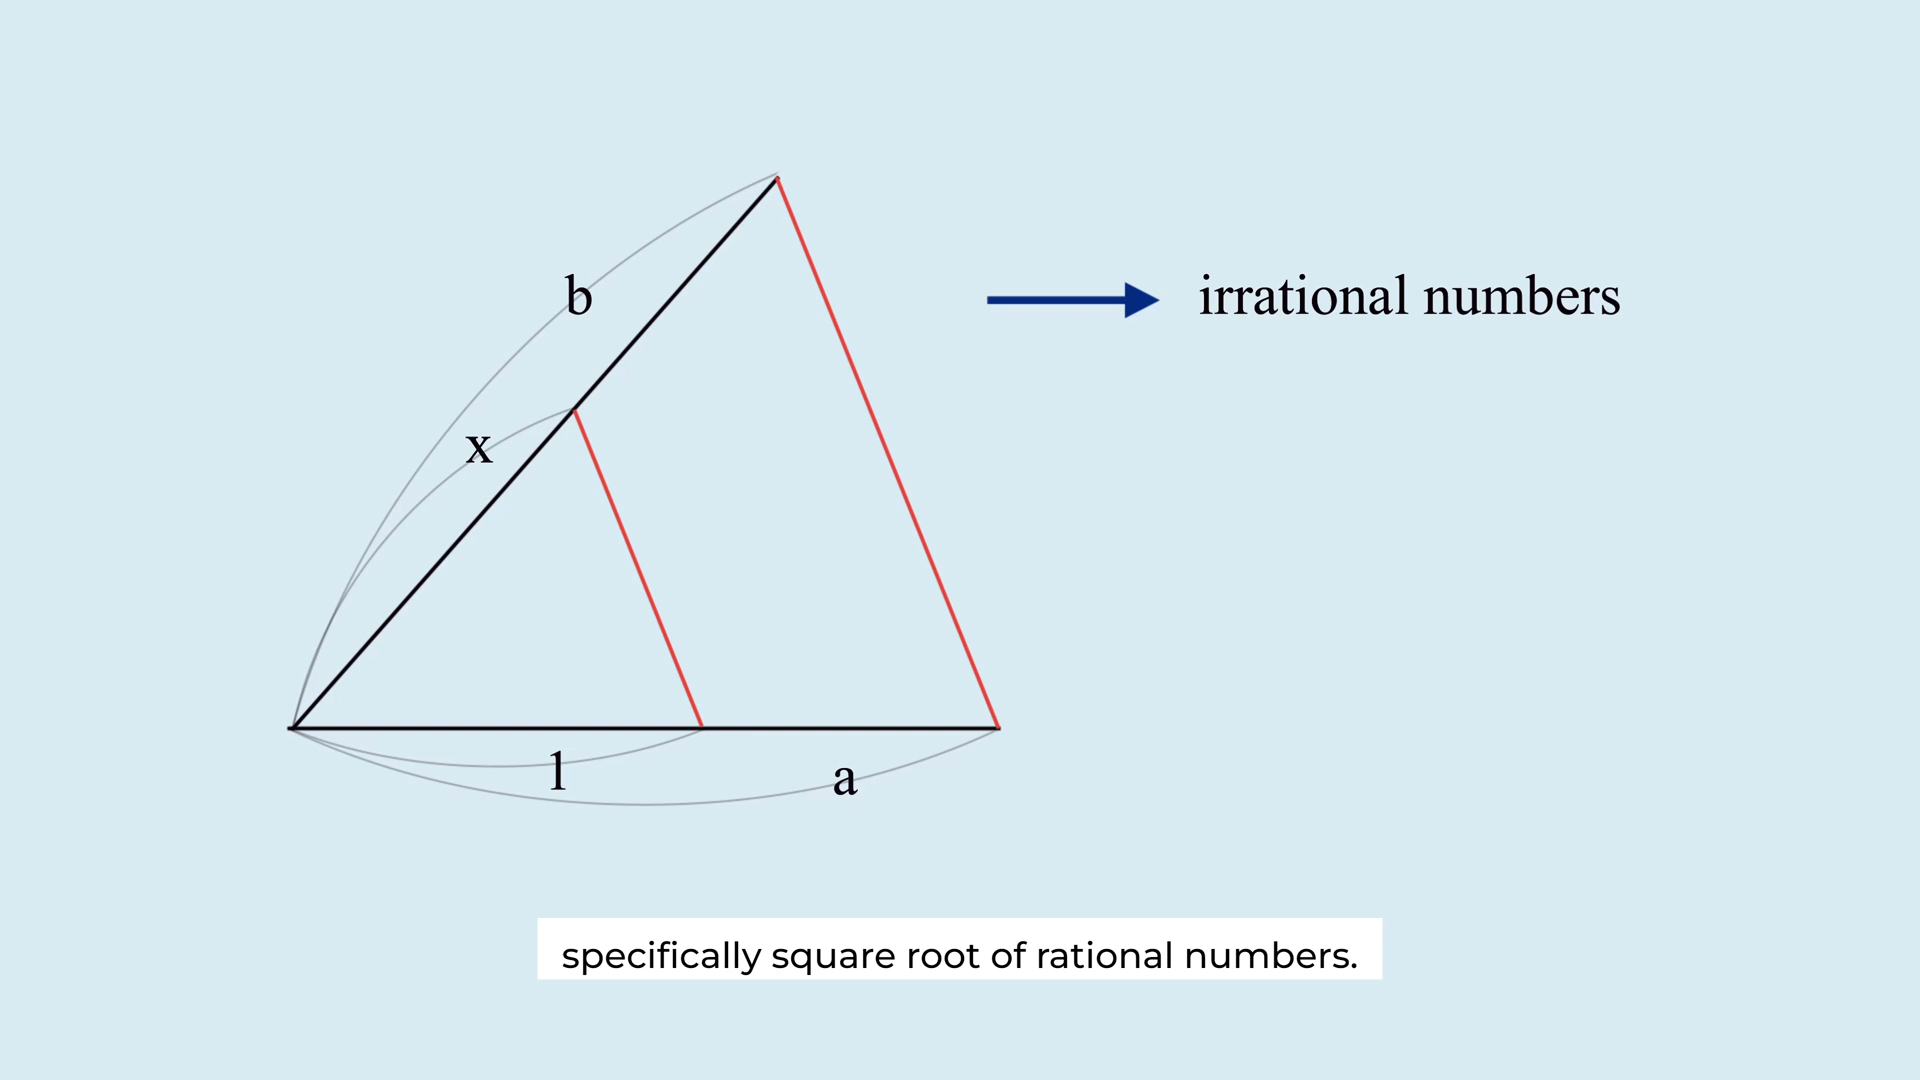 b
irrational numbers
x
1
a
specifically square root of rational numbers.